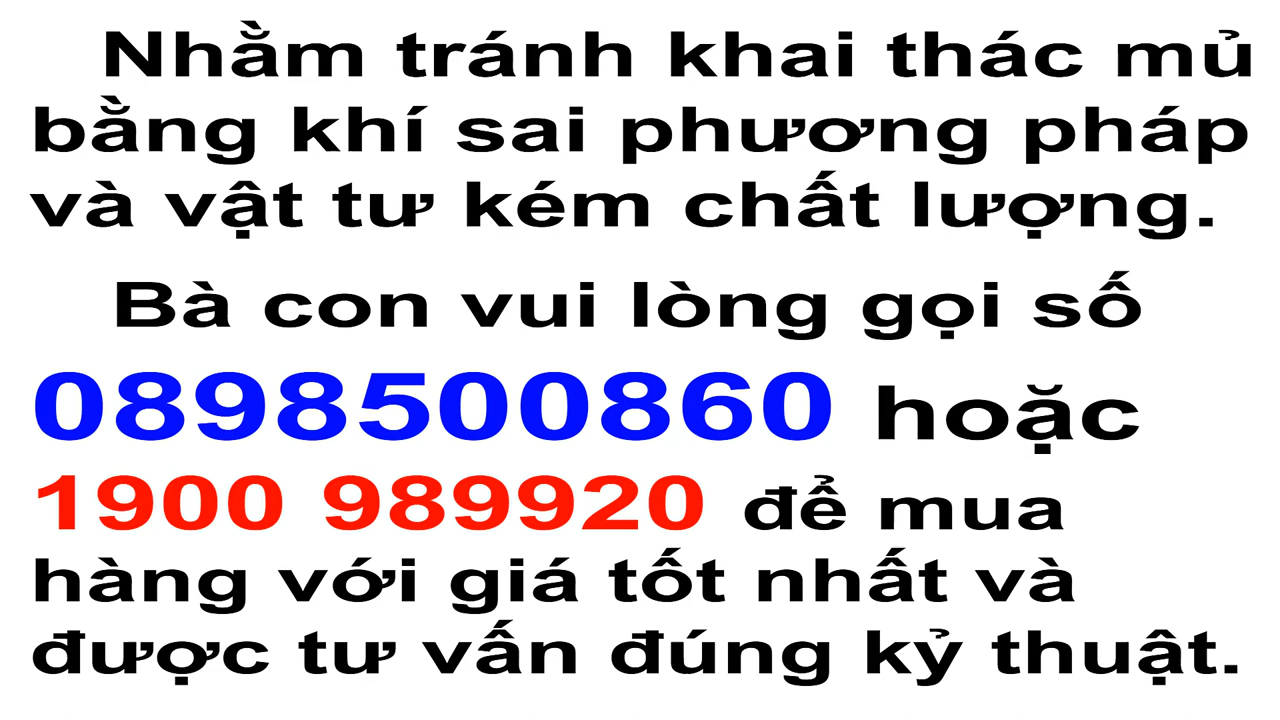 Nhằm tránh khai thác mủ
bằng khí sai phương pháp
và vật tư kém chất lượng.
Bà con vui lòng gọi số
0898500860 hoặc
1900 989920 để mua
hàng với giá tốt nhất và
được tư vấn đúng kỷ thuật.